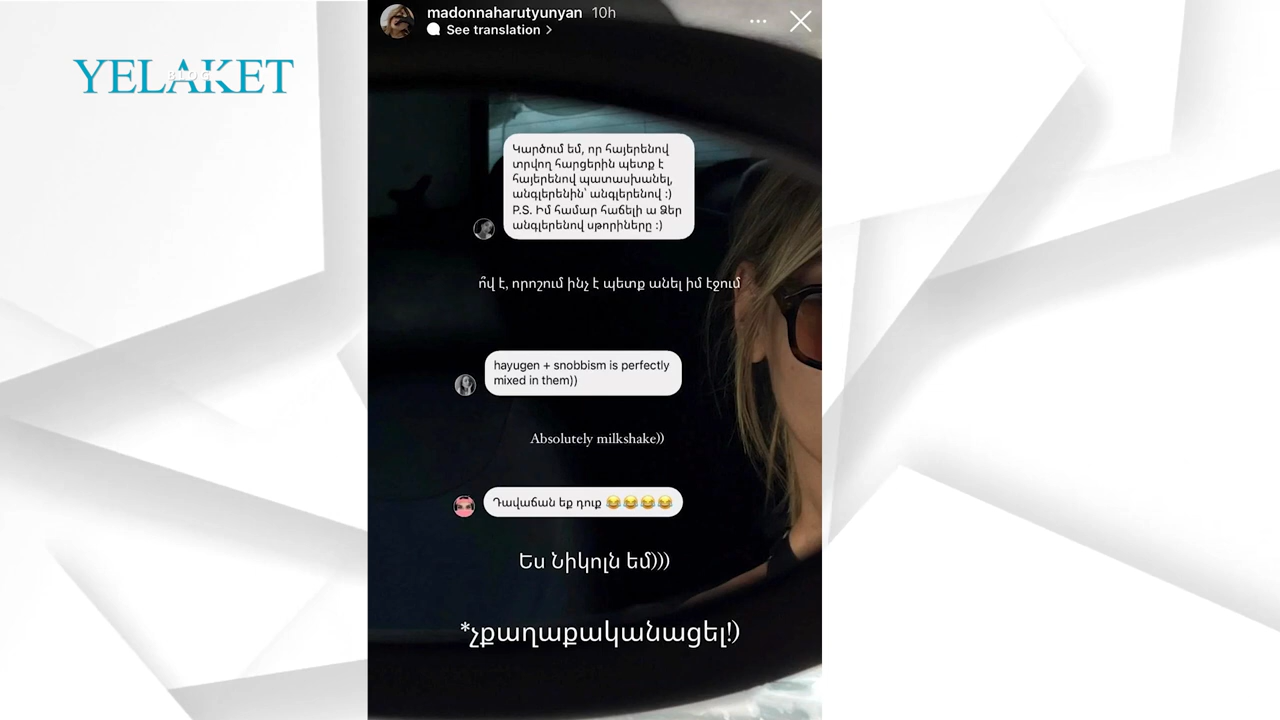 madonnaharutyunyan 10h
See translation >
YELAKET
BLOG
Կարծում եմ, որ հայերենով
տրվող հարցերին պետք է
հայերենով պատասխանել,
անգլերենին՝ անգլերենով :)
P.S. Իմ համար հաճելի ա Ձեր
անգլերենով սթորիները :)
ո՞վ է, որոշում ինչ է պետք անել իմ էջում
hayugen + snobbism is perfectly
mixed in them))
Absolutely milkshake))
Դավաճան եք դուք 😂😂😂😂
Ես Նիկոլն եմ)))
*չքաղաքականացել!)